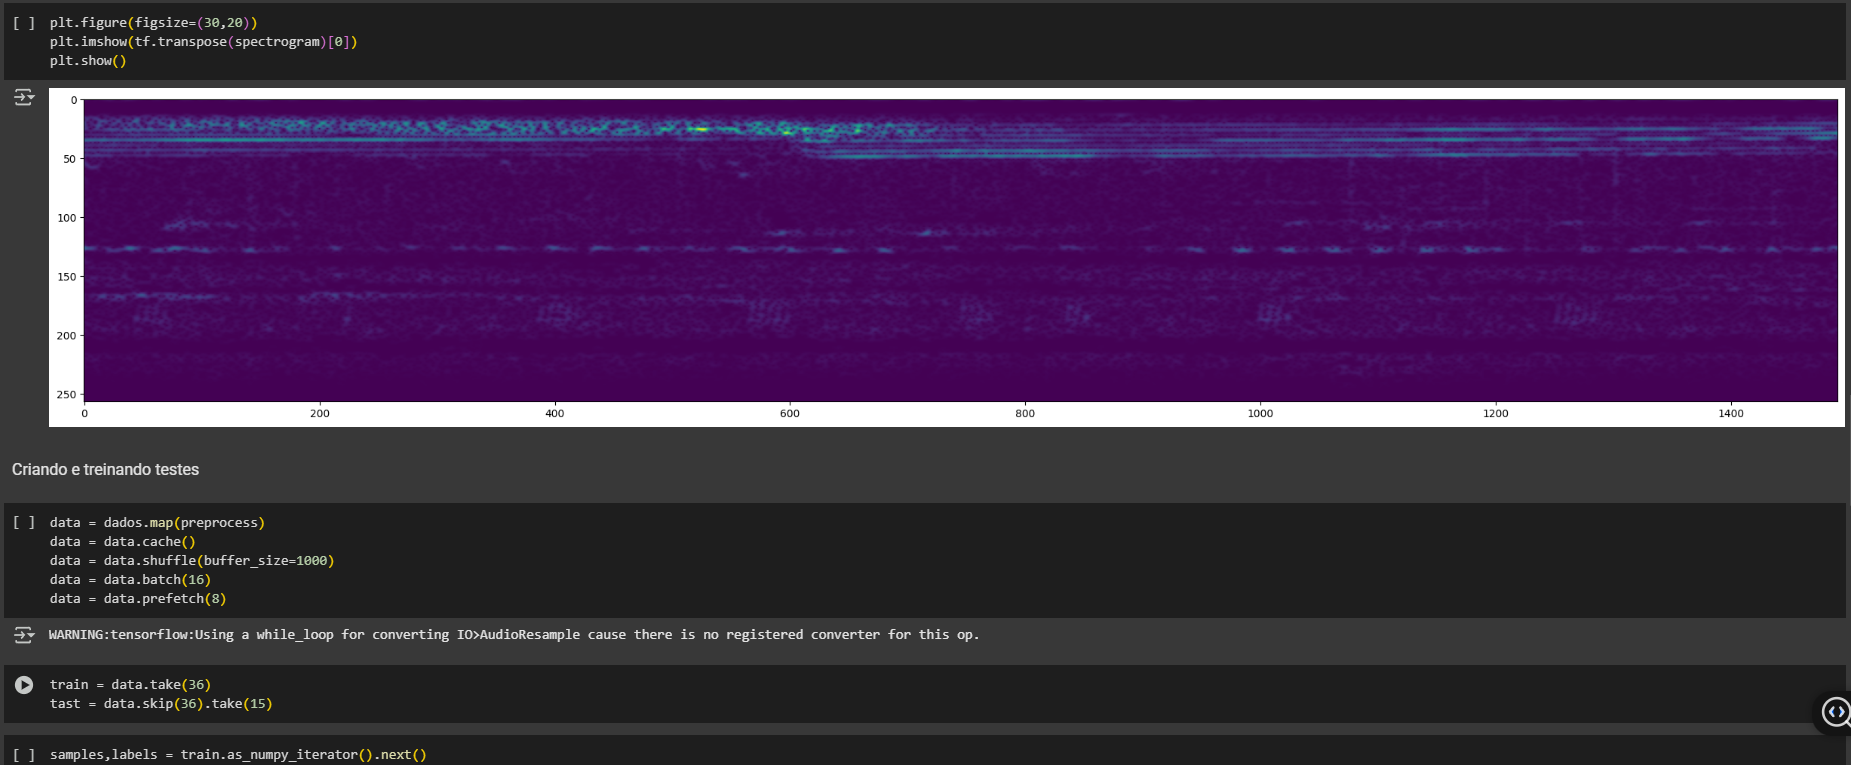 [ ] plt.figure(figsize=(30,20))
plt.imshow(tf.transpose(spectrogram)[0])
plt.show()
0
50
100
150
200
250
0 200 400 600 800 1000 1200 1400
Criando e treinando testes
[ ] data = dados.map(preprocess)
data = data.cache()
data = data.shuffle(buffer_size=1000)
data = data.batch(16)
data = data.prefetch(8)
WARNING:tensorflow:Using a while_loop for converting IO>AudioResample cause there is no registered converter for this op.
train = data.take(36)
tast = data.skip(36).take(15)
[ ] samples,labels = train.as_numpy_iterator().next()